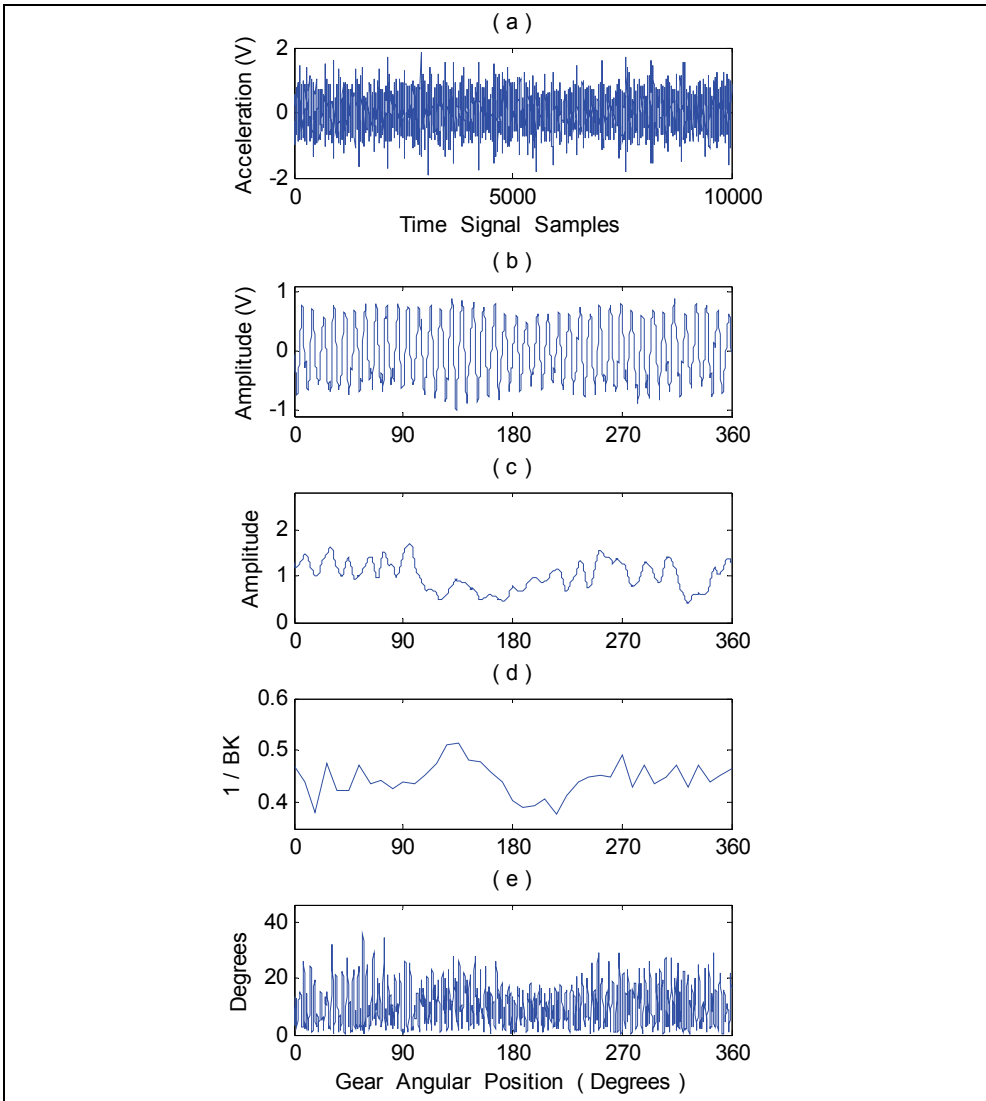 ( a )
Acceleration (V)
2
0
-2
0 5000 10000
Time Signal Samples
( b )
Amplitude (V)
1
0
-1
0 90 180 270 360
( c )
Amplitude
2
1
0
0 90 180 270 360
( d )
1 / BK
0.6
0.5
0.4
0 90 180 270 360
( e )
Degrees
40
20
0
0 90 180 270 360
Gear Angular Position ( Degrees )